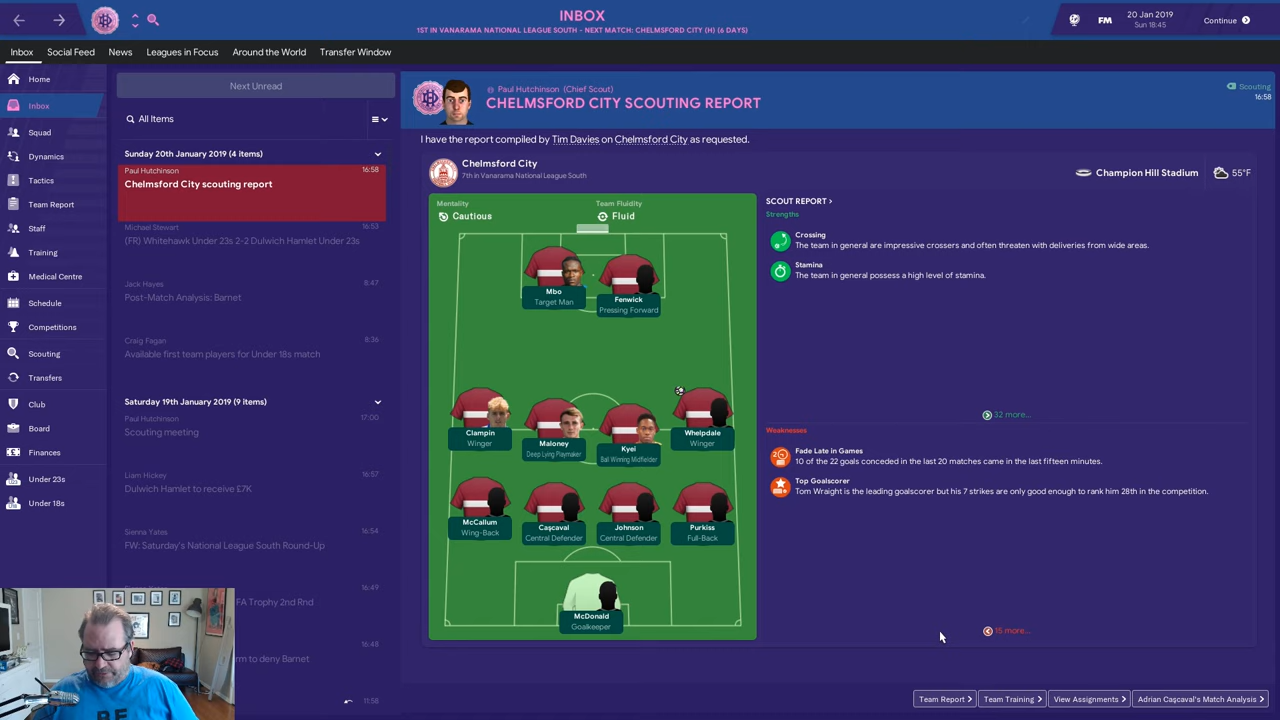 INBOX
1ST IN VANARAMA NATIONAL LEAGUE SOUTH - NEXT MATCH: CHELMSFORD CITY (H) (6 DAYS)
FM
20 Jan 2019
Sun 18:45
Continue
Inbox
Social Feed
News
Leagues in Focus
Around the World
Transfer Window
Home
Inbox
Squad
Dynamics
Tactics
Team Report
Staff
Training
Medical Centre
Schedule
Competitions
Scouting
Transfers
Club
Board
Finances
Under 23s
Under 18s
Next Unread
All Items
Sunday 20th January 2019 (4 items)
Paul Hutchinson 16:58
Chelmsford City scouting report
Michael Stewart 16:53
(FR) Whitehawk Under 23s 2-2 Dulwich Hamlet Under 23s
Jack Hayes 8:47
Post-Match Analysis: Barnet
Craig Fagan 8:36
Available first team players for Under 18s match
Saturday 19th January 2019 (9 items)
Paul Hutchinson 17:00
Scouting meeting
Liam Hickey 16:57
Dulwich Hamlet to receive £7K
Sienna Yates 16:54
FW: Saturday's National League South Round-Up
16:49
FA Trophy 2nd Rnd
16:48
rm to deny Barnet
11:58
Paul Hutchinson (Chief Scout)
CHELMSFORD CITY SCOUTING REPORT
Scouting
16:58
I have the report compiled by Tim Davies on Chelmsford City as requested.
Chelmsford City
7th in Vanarama National League South
Champion Hill Stadium
55°F
Mentality
Cautious
Team Fluidity
Fluid
Mbo
Target Man
Fenwick
Pressing Forward
Clampin
Winger
Maloney
Deep Lying Playmaker
Kyei
Ball Winning Midfielder
Whelpdale
Winger
McCallum
Wing-Back
Caşcaval
Central Defender
Johnson
Central Defender
Purkiss
Full-Back
McDonald
Goalkeeper
SCOUT REPORT >
Strengths
Crossing
The team in general are impressive crossers and often threaten with deliveries from wide areas.
Stamina
The team in general possess a high level of stamina.
32 more...
Weaknesses
Fade Late in Games
10 of the 22 goals conceded in the last 20 matches came in the last fifteen minutes.
Top Goalscorer
Tom Wright is the leading goalscorer but his 7 strikes are only good enough to rank him 28th in the competition.
15 more...
Team Report >
Team Training >
View Assignments >
Adrian Caşcaval's Match Analysis >
BE